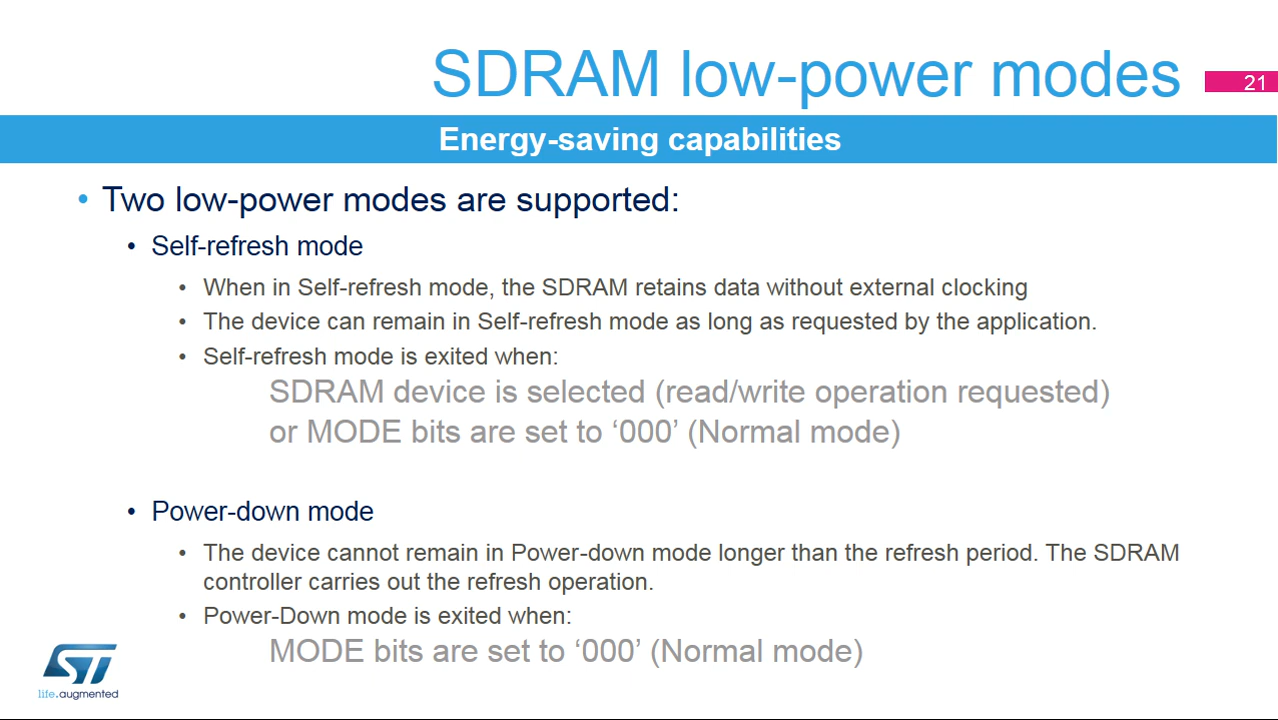 SDRAM low-power modes
21
Energy-saving capabilities
• Two low-power modes are supported:
• Self-refresh mode
• When in Self-refresh mode, the SDRAM retains data without external clocking
• The device can remain in Self-refresh mode as long as requested by the application.
• Self-refresh mode is exited when:
SDRAM device is selected (read/write operation requested)
or MODE bits are set to ‘000’ (Normal mode)
• Power-down mode
• The device cannot remain in Power-down mode longer than the refresh period. The SDRAM
controller carries out the refresh operation.
• Power-Down mode is exited when:
MODE bits are set to ‘000’ (Normal mode)
ST
life.augmented